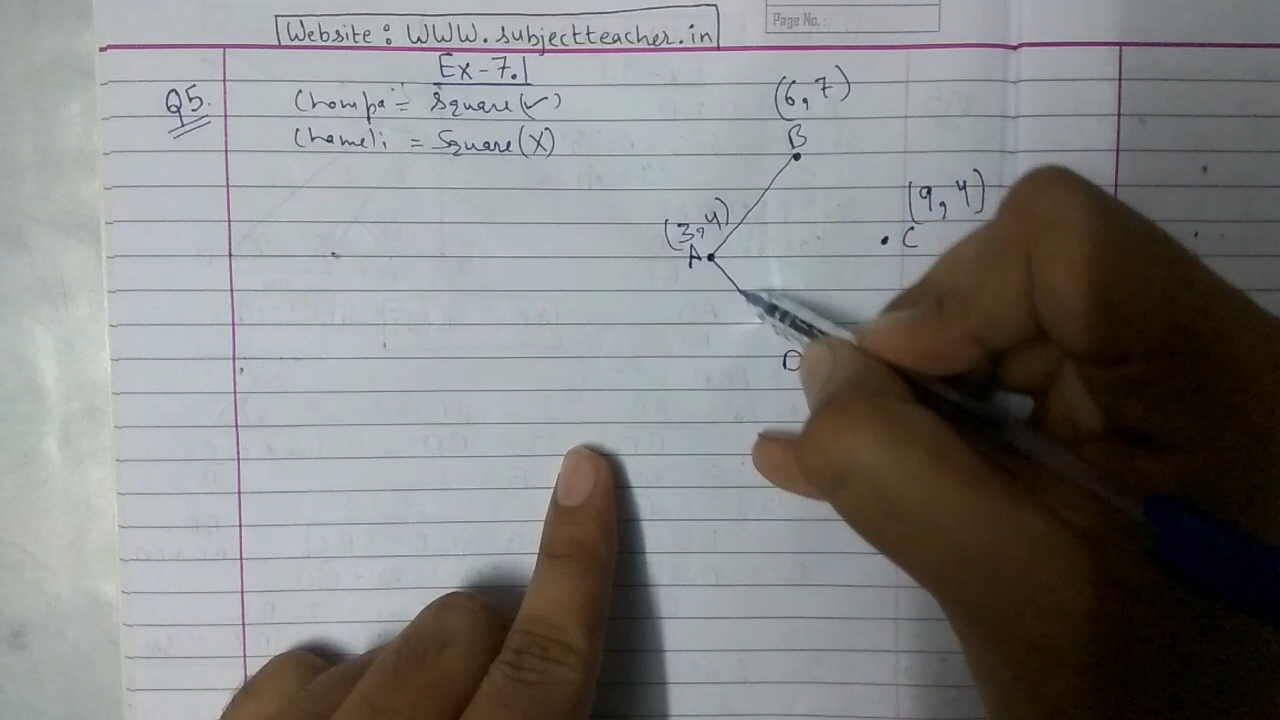 Website : WWW.subjectteacher.in
Page No. :
Ex-7.1
Q5.
Champa = Square(✓)
Chameli = Square(X)
(6,7)
B
(9,4)
C
(3,4)
A
D